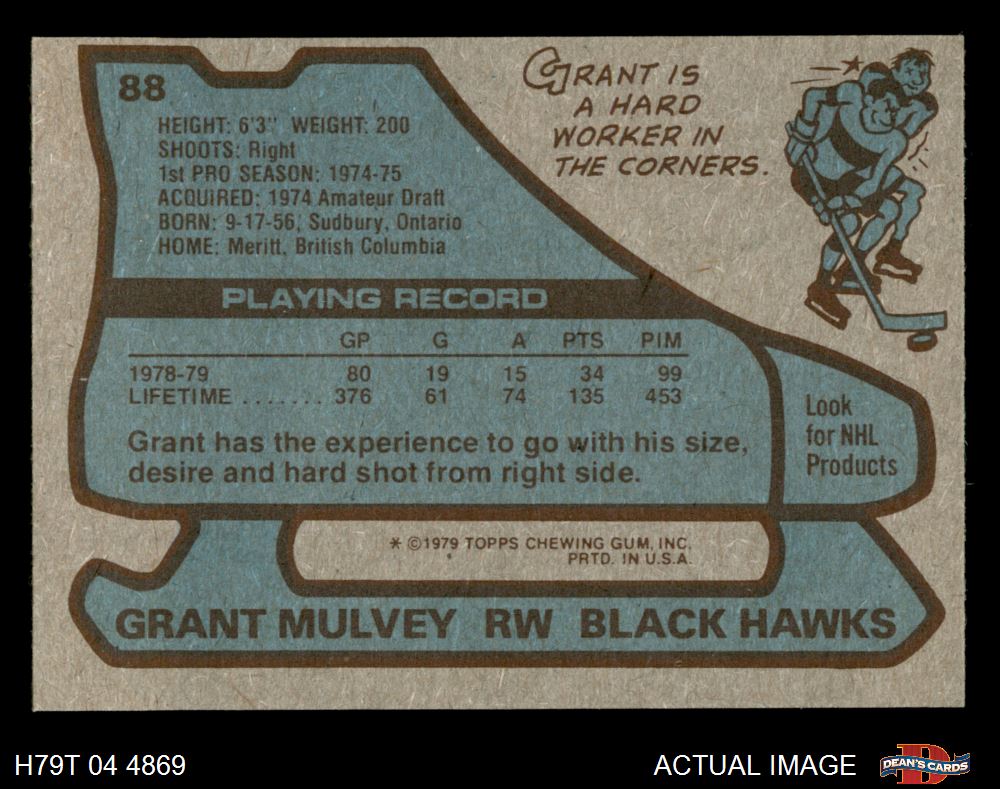 88
HEIGHT: 6'3" WEIGHT: 200
SHOOTS: Right
1st PRO SEASON: 1974-75
ACQUIRED: 1974 Amateur Draft
BORN: 9-17-56, Sudbury, Ontario
HOME: Meritt, British Columbia
GRANT IS
A HARD
WORKER IN
THE CORNERS.
PLAYING RECORD
GP G A PTS PIM
1978-79 80 19 15 34 99
LIFETIME ....... 376 61 74 135 453
Grant has the experience to go with his size,
desire and hard shot from right side.
Look
for NHL
Products
* ©1979 TOPPS CHEWING GUM, INC.
PRTD. IN U.S.A.
GRANT MULVEY RW BLACK HAWKS
H79T 04 4869
ACTUAL IMAGE
D
DEAN'S CARDS